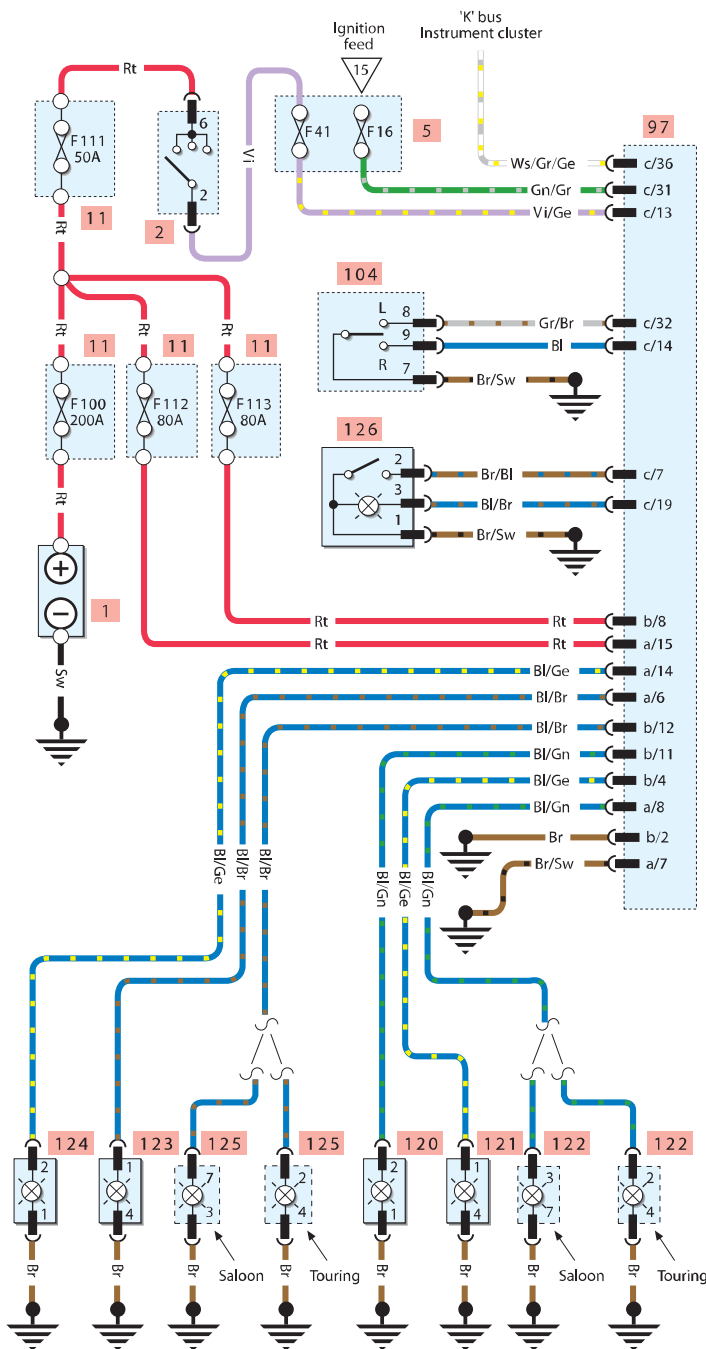 'K' bus
Instrument cluster
Ignition
feed
15
Rt
6
F111
50A
F41
F16
5
97
Vi
Ws/Gr/Ge
c/36
Gn/Gr
c/31
2
Vi/Ge
c/13
11
2
Rt
104
L
8
Gr/Br
c/32
9
Bl
c/14
R
7
Br/Sw
Rt
Rt
Rt
11
11
11
F100
200A
F112
80A
F113
80A
126
2
Br/Bl
c/7
3
Bl/Br
c/19
1
Br/Sw
Rt
+
−
1
Sw
Rt
Rt
b/8
Rt
Rt
a/15
Bl/Ge
a/14
Bl/Br
a/6
Bl/Br
b/12
Bl/Gn
b/11
Bl/Ge
b/4
Bl/Gn
a/8
Br
b/2
Br/Sw
a/7
Bl/Ge
Bl/Br
Bl/Br
Bl/Gn
Bl/Ge
Bl/Gn
124
123
125
125
120
121
122
122
2
1
7
2
2
1
3
2
1
4
3
4
1
4
7
4
Br
Br
Br
Br
Br
Br
Br
Br
Saloon
Touring
Saloon
Touring